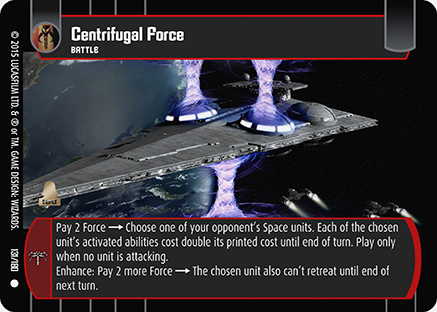 Centrifugal Force
BATTLE
Pay 2 Force → Choose one of your opponent's Space units. Each of the chosen
unit's activated abilities cost double its printed cost until end of turn. Play only
when no unit is attacking.
Enhance: Pay 2 more Force → The chosen unit also can't retreat until end of
next turn.
© 2015 LUCASFILM LTD. & ® or TM. GAME DESIGN: WIZARDS.